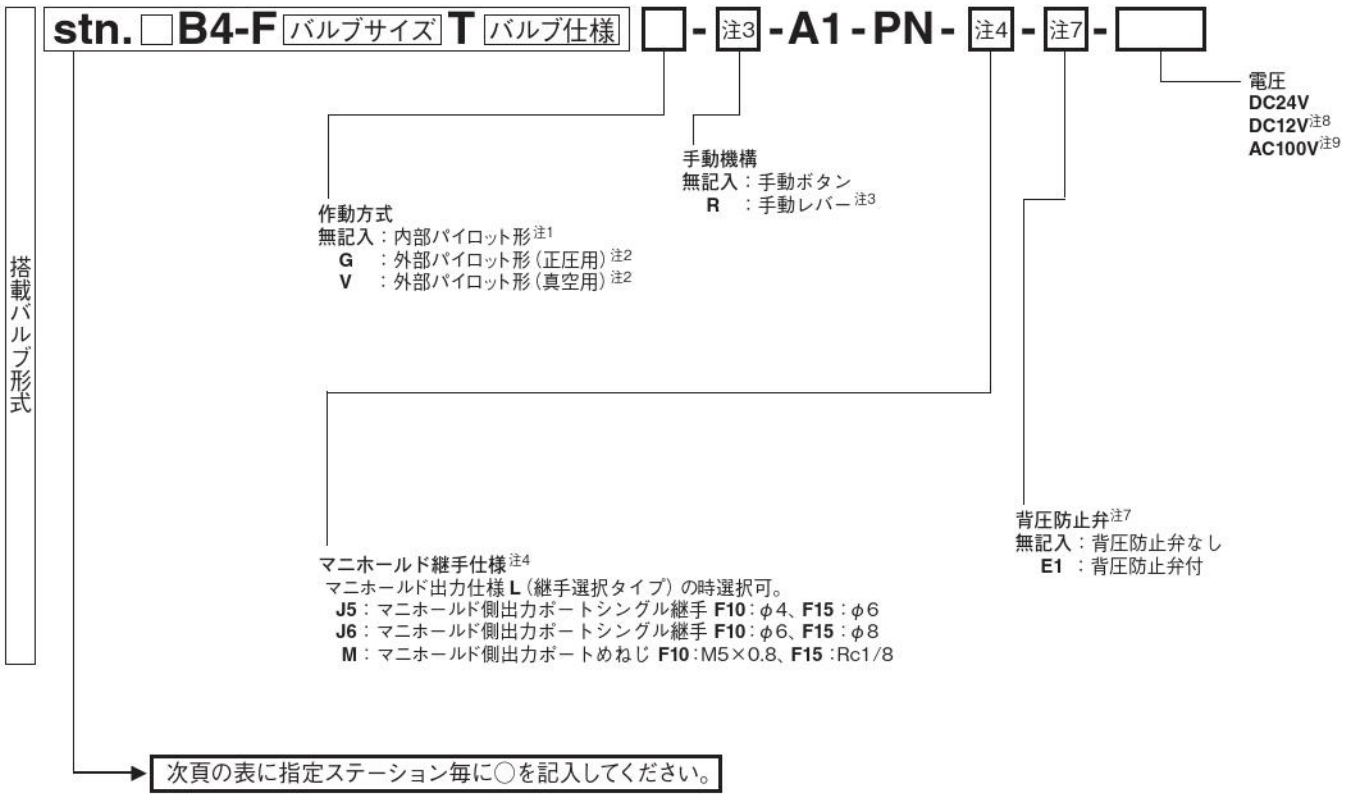 stn. □B4-F バルブサイズ T バルブ仕様 □ - 注3 -A1-PN- 注4 - 注7 - □
電圧
DC24V
DC12V注8
AC100V注9
手動機構
無記入：手動ボタン
R ：手動レバー注3
作動方式
無記入：内部パイロット形注1
G ：外部パイロット形（正圧用）注2
V ：外部パイロット形（真空用）注2
搭載バルブ形式
背圧防止弁注7
無記入：背圧防止弁なし
E1 ：背圧防止弁付
マニホールド継手仕様注4
マニホールド出力仕様 L（継手選択タイプ）の時選択可。
J5：マニホールド側出力ポートシングル継手 F10：φ4、F15：φ6
J6：マニホールド側出力ポートシングル継手 F10：φ6、F15：φ8
M：マニホールド側出力ポートめねじ F10：M5×0.8、F15：Rc1/8
次頁の表に指定ステーション毎に○を記入してください。